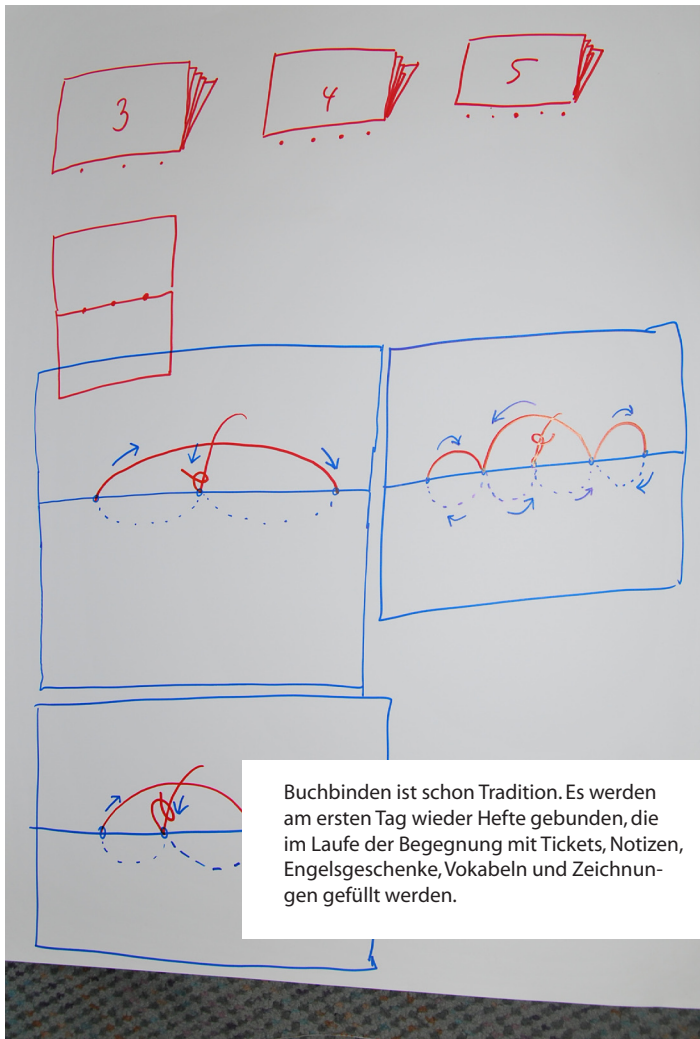 3
4
5
Buchbinden ist schon Tradition. Es werden
am ersten Tag wieder Hefte gebunden, die
im Laufe der Begegnung mit Tickets, Notizen,
Engelsgeschenke, Vokabeln und Zeichnun-
gen gefüllt werden.